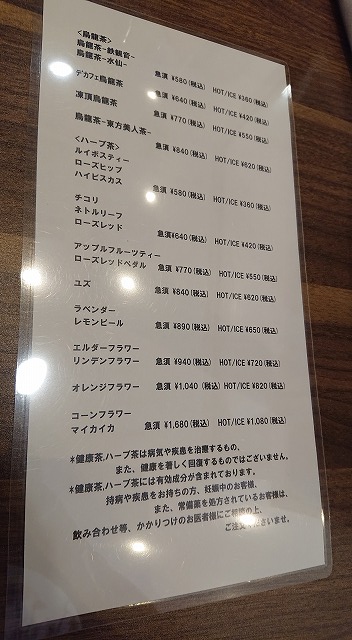 <烏龍茶>
烏龍茶-鉄観音-
烏龍茶-水仙-
急須 ¥580(税込) HOT/ICE ¥360(税込)
デカフェ烏龍茶
急須 ¥640(税込) HOT/ICE ¥420(税込)
凍頂烏龍茶
急須 ¥770(税込) HOT/ICE ¥550(税込)
烏龍茶-東方美人茶-
急須 ¥840(税込) HOT/ICE ¥620(税込)
<ハーブ茶>
ルイボスティー
ローズヒップ
ハイビスカス
急須 ¥580(税込) HOT/ICE ¥360(税込)
チコリ
ネトルリーフ
ローズレッド
急須¥640(税込) HOT/ICE ¥420(税込)
アップルフルーツティー
ローズレッドペダル 急須 ¥770(税込) HOT/ICE ¥550(税込)
ユズ 急須 ¥840(税込) HOT/ICE ¥620(税込)
ラベンダー
レモンピール 急須 ¥890(税込) HOT/ICE ¥650(税込)
エルダーフラワー
リンデンフラワー 急須 ¥940(税込) HOT/ICE ¥720(税込)
オレンジフラワー 急須 ¥1,040(税込) HOT/ICE ¥820(税込)
コーンフラワー
マイカイカ 急須 ¥1,680(税込) HOT/ICE ¥1,080(税込)
*健康茶,ハーブ茶は病気や疾患を治療するもの,
また、健康を著しく回復するものではございません。
*健康茶,ハーブ茶には有効成分が含まれております。
持病や疾患をお持ちの方、妊娠中のお客様、
また、常備薬を処方されているお客様は、
飲み合わせ等、かかりつけのお医者様にご相談の上、
ご注文くださいませ。